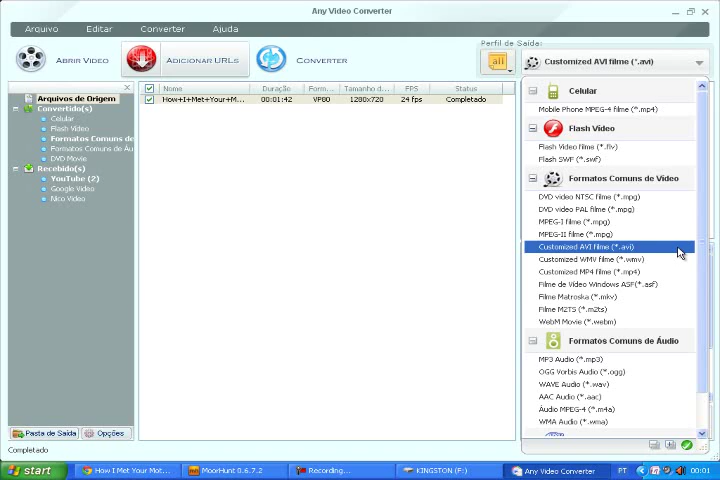 Any Video Converter
Arquivo Editar Converter Ajuda
Perfil de Saída:
ABRIR VIDEO ADICIONAR URLs CONVERTER all Customized AVI filme (*.avi)
Nome Duração Form... Tamanho d... FPS Status
How+I+Met+Your+M... 00:01:42 VP80 1280x720 24 fps Completado
Arquivos de Origem
Convertido(s)
Celular
Flash Vídeo
Formatos Comuns de
Formatos Comuns de Áu
DVD Movie
Recebido(s)
YouTube (2)
Google Video
Nico Video
Celular
Mobile Phone MPEG-4 filme (*.mp4)
Flash Vídeo
Flash Video filme (*.flv)
Flash SWF (*.swf)
Formatos Comuns de Vídeo
DVD video NTSC filme (*.mpg)
DVD video PAL filme (*.mpg)
MPEG-I filme (*.mpg)
MPEG-II filme (*.mpg)
Customized AVI filme (*.avi)
Customized WMV filme (*.wmv)
Customized MP4 filme (*.mp4)
Filme de Vídeo Windows ASF(*.asf)
Filme Matroska (*.mkv)
Filme M2TS (*.m2ts)
WebM Movie (*.webm)
Formatos Comuns de Áudio
MP3 Audio (*.mp3)
OGG Vorbis Audio (*.ogg)
WAVE Audio (*.wav)
AAC Audio (*.aac)
Áudio MPEG-4 (*.m4a)
WMA Audio (*.wma)
Pasta de Saída Opções
Completado
start How I Met Your Mot... MoorHunt 0.6.7.2 Recording... KINGSTON (F:) Any Video Converter PT 00:01